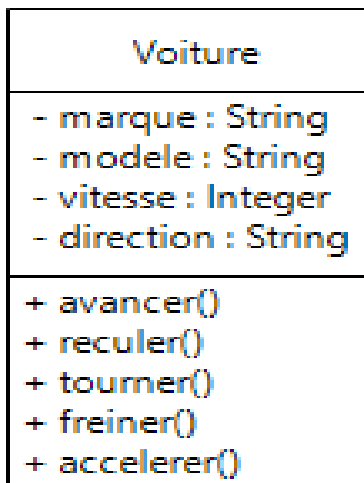 Voiture
- marque : String
- modele : String
- vitesse : Integer
- direction : String
+ avancer()
+ reculer()
+ tourner()
+ freiner()
+ accelerer()